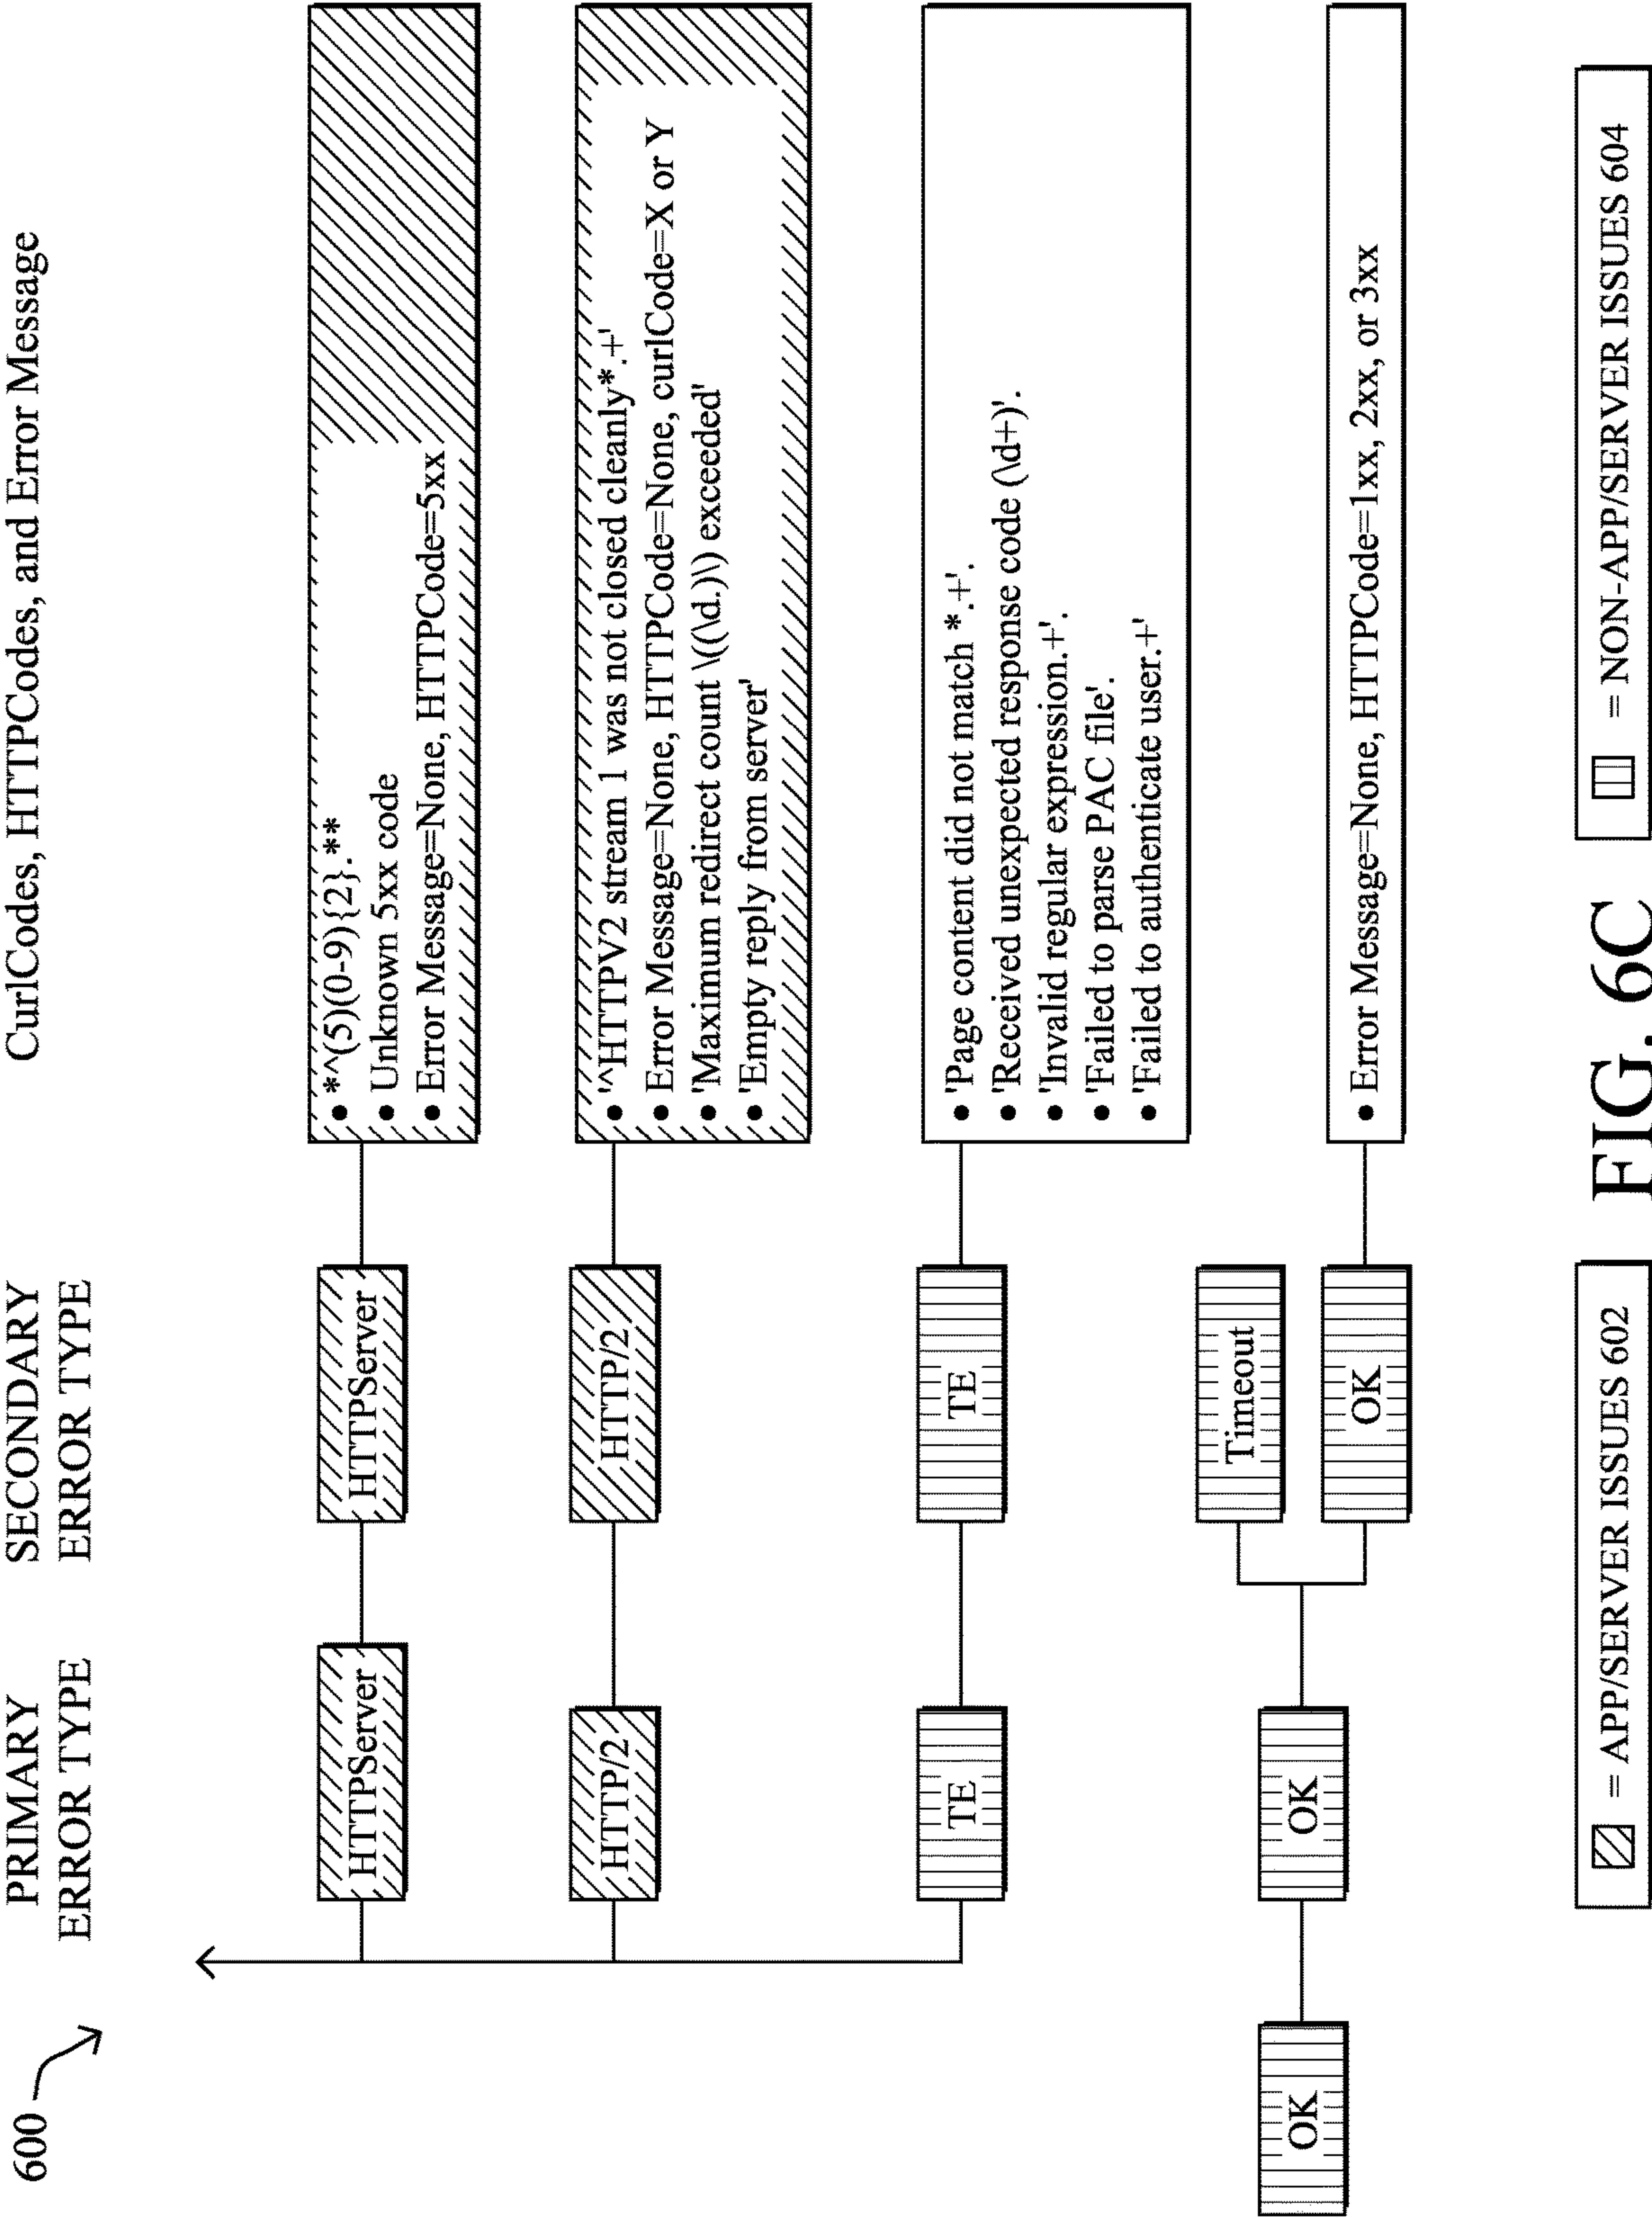 600
PRIMARY
ERROR TYPE
SECONDARY
ERROR TYPE
CurlCodes, HTTPCodes, and Error Message
HTTPServer
HTTPServer
• *^(5)(0-9){2}.**
• Unknown 5xx code
• Error Message=None, HTTPCode=5xx
HTTP/2
HTTP/2
• '^HTTPV2 stream 1 was not closed cleanly*.+'
• Error Message=None, HTTPCode=None, curlCode=X or Y
• 'Maximum redirect count \((\d.)\) exceeded'
• 'Empty reply from server'
TE
TE
• 'Page content did not match *.+'.
• 'Received unexpected response code (\d+)'.
• 'Invalid regular expression.+'.
• 'Failed to parse PAC file'.
• 'Failed to authenticate user.+'
OK
OK
Timeout
OK
• Error Message=None, HTTPCode=1xx, 2xx, or 3xx
= APP/SERVER ISSUES 602
FIG. 6C
= NON-APP/SERVER ISSUES 604